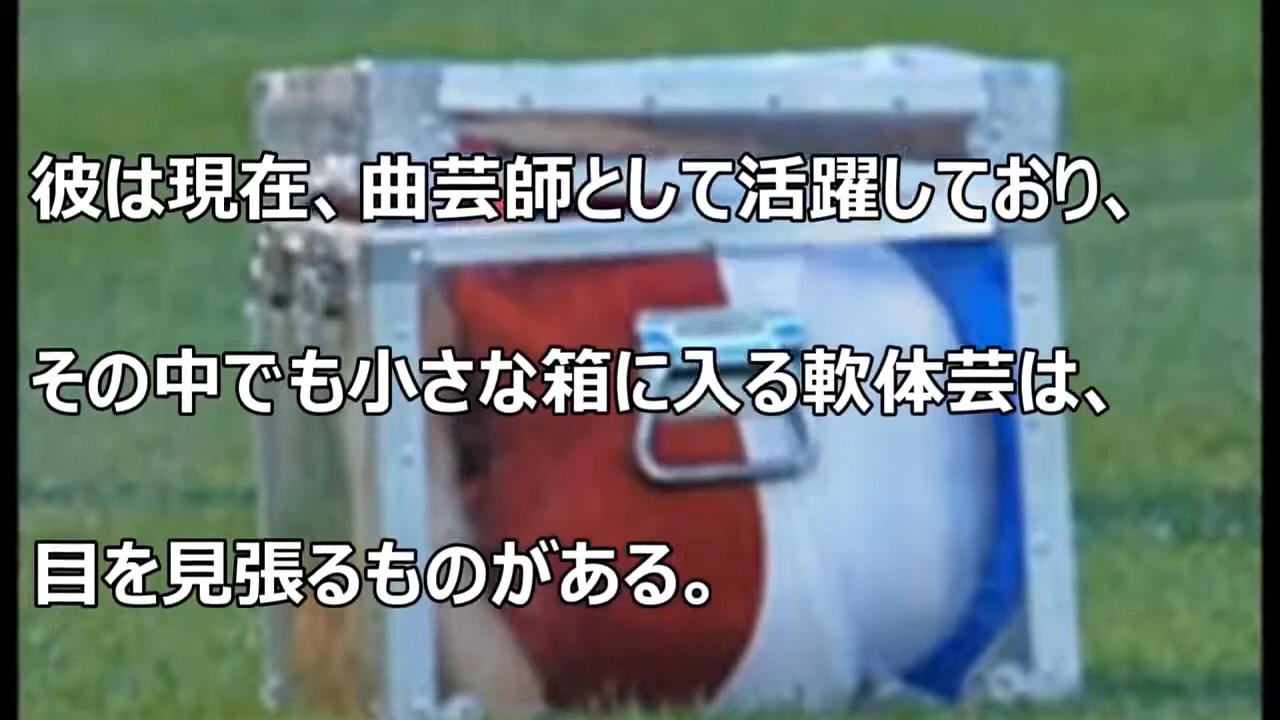 彼は現在、曲芸師として活躍しており、
その中でも小さな箱に入る軟体芸は、
目を見張るものがある。